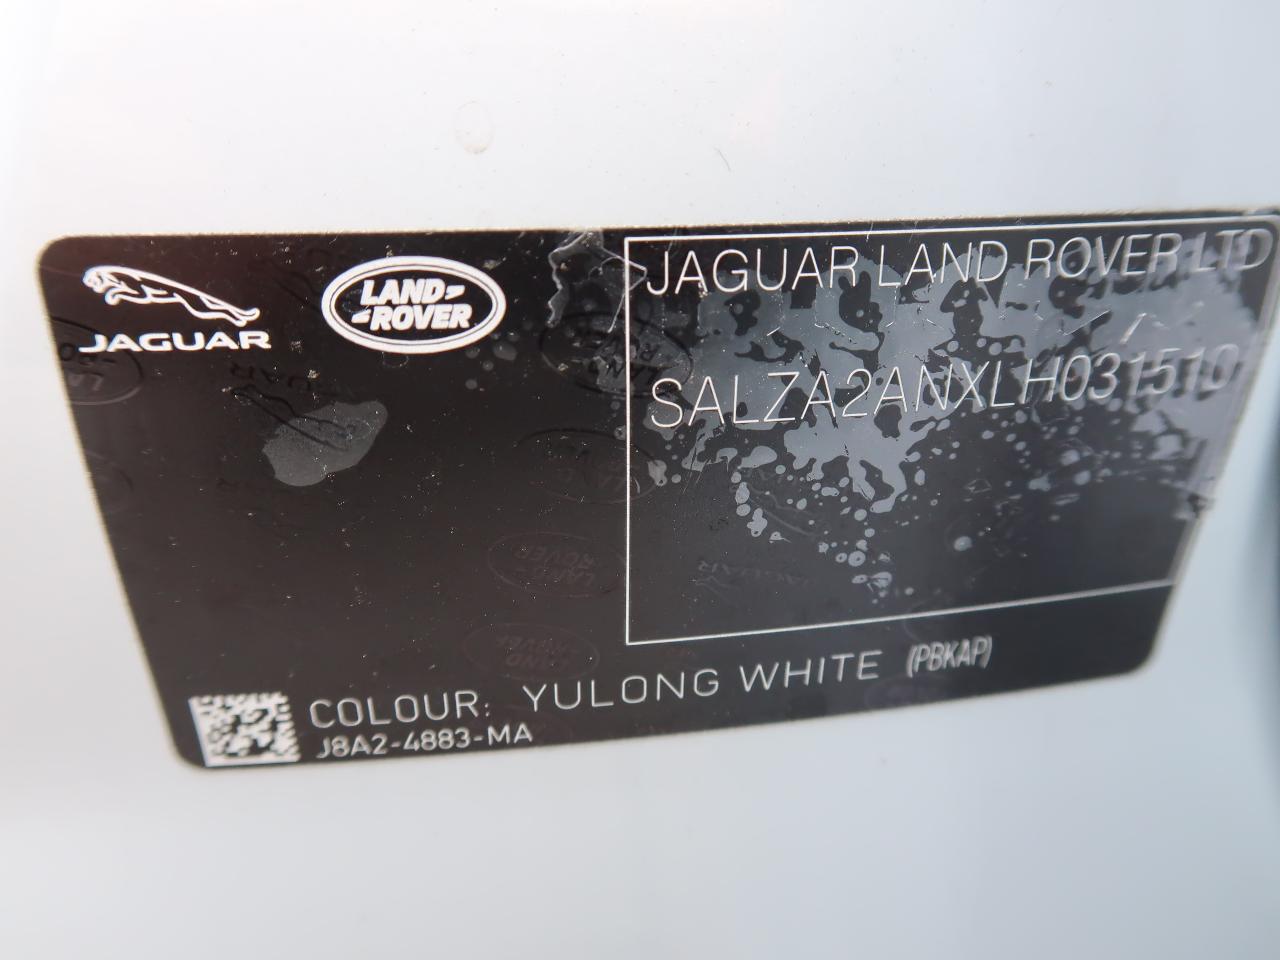 JAGUAR
LAND
ROVER
JAGUAR LAND ROVER LTD
SALZA2ANXLH031510
COLOUR: YULONG WHITE (PBKAP)
J8A2-4883-MA